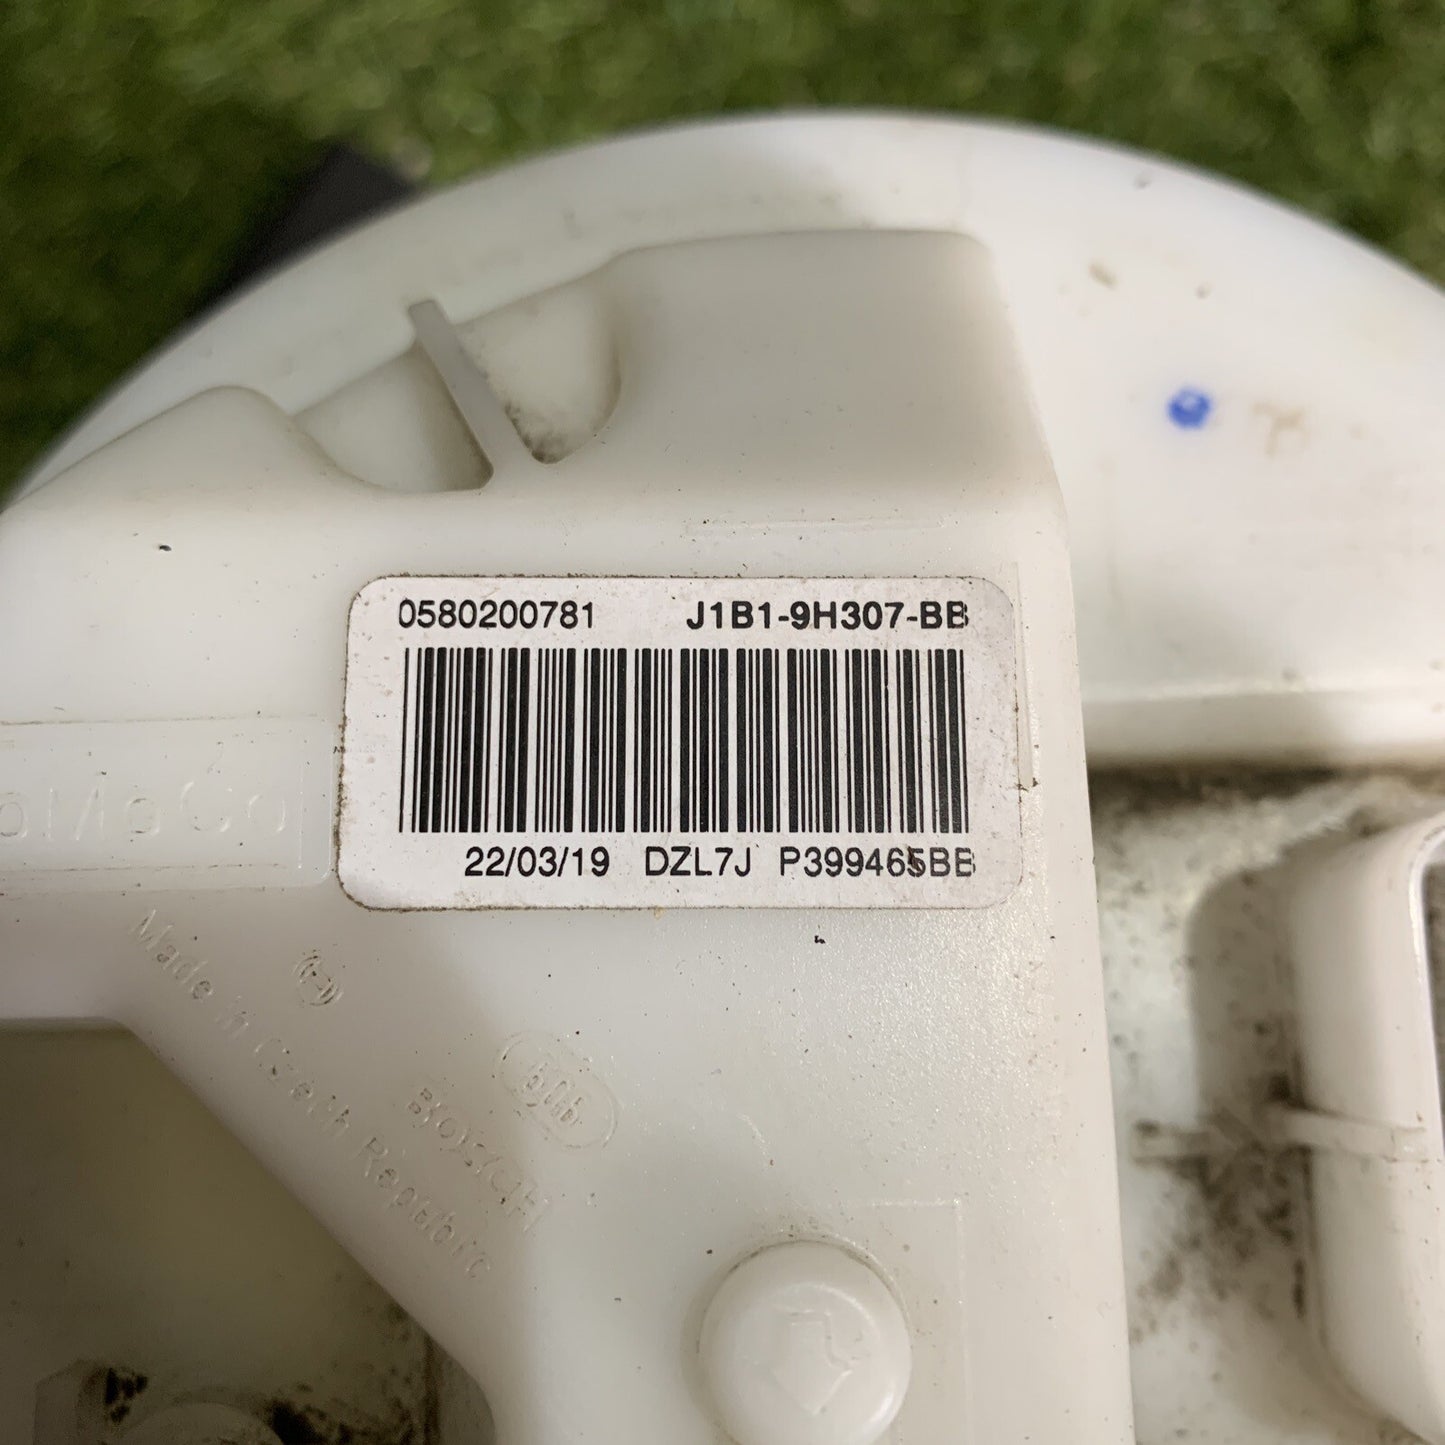 0580200781 J1B1-9H307-BB
22/03/19 DZL7J P399465BB
Made in Czech Republic
BOSCH